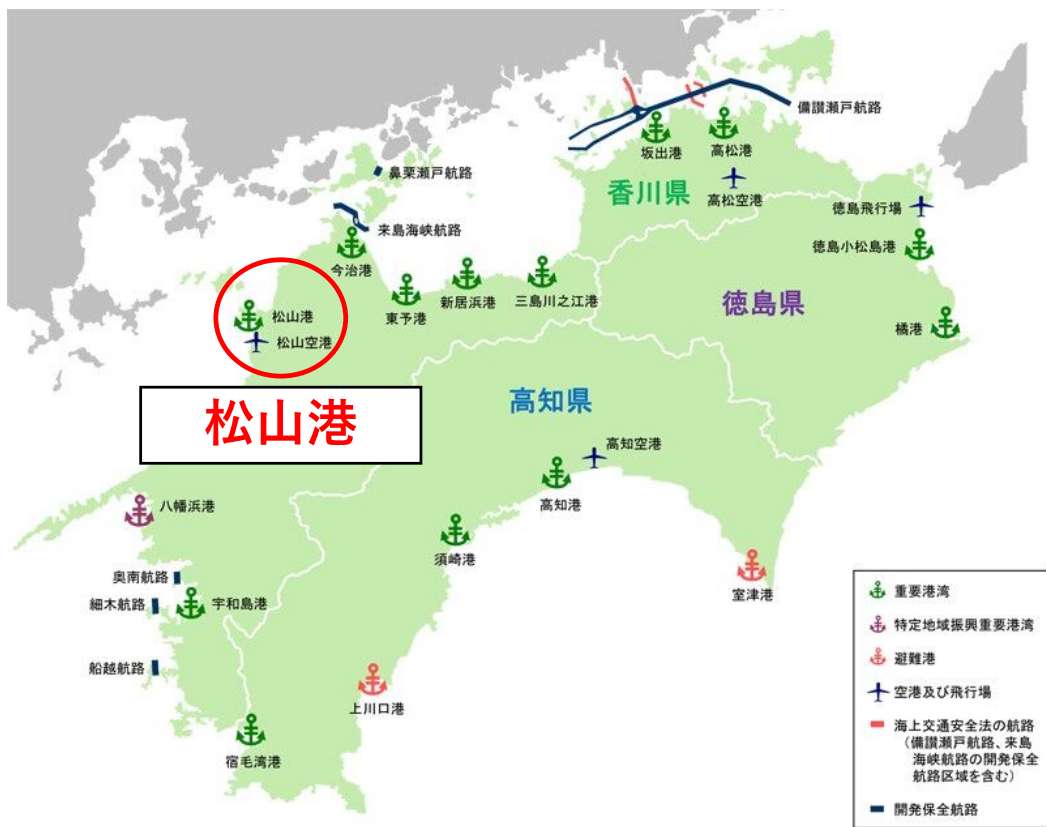 備讃瀬戸航路
坂出港
高松港
鼻栗瀬戸航路
香川県
高松空港
徳島飛行場
来島海峡航路
徳島小松島港
今治港
新居浜港
三島川之江港
東予港
徳島県
松山港
橘港
松山空港
松山港
高知県
高知空港
高知港
八幡浜港
須崎港
奥南航路
室津港
細木航路
宇和島港
船越航路
上川口港
宿毛湾港
重要港湾
特定地域振興重要港湾
避難港
空港及び飛行場
海上交通安全法の航路
（備讃瀬戸航路、来島
海峡航路の開発保全
航路区域を含む）
開発保全航路